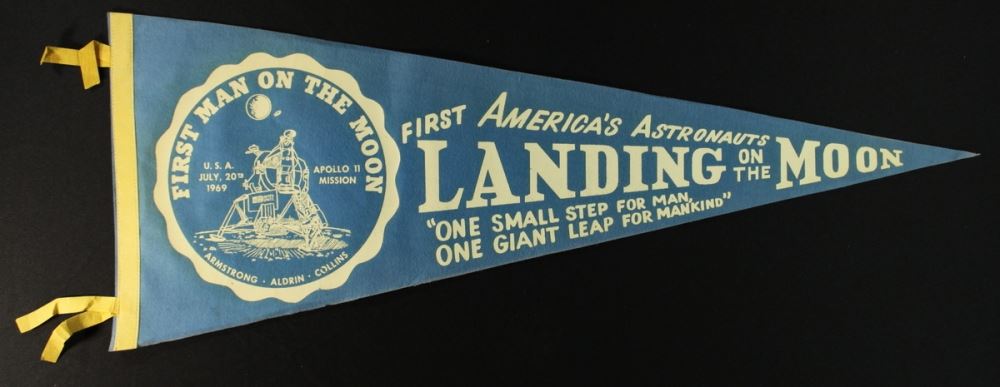 FIRST MAN ON THE MOON
U.S.A.
JULY, 20TH
1969
APOLLO 11
MISSION
ARMSTRONG · ALDRIN · COLLINS
FIRST AMERICA'S ASTRONAUTS
LANDING ON THE MOON
"ONE SMALL STEP FOR MAN,
ONE GIANT LEAP FOR MANKIND"